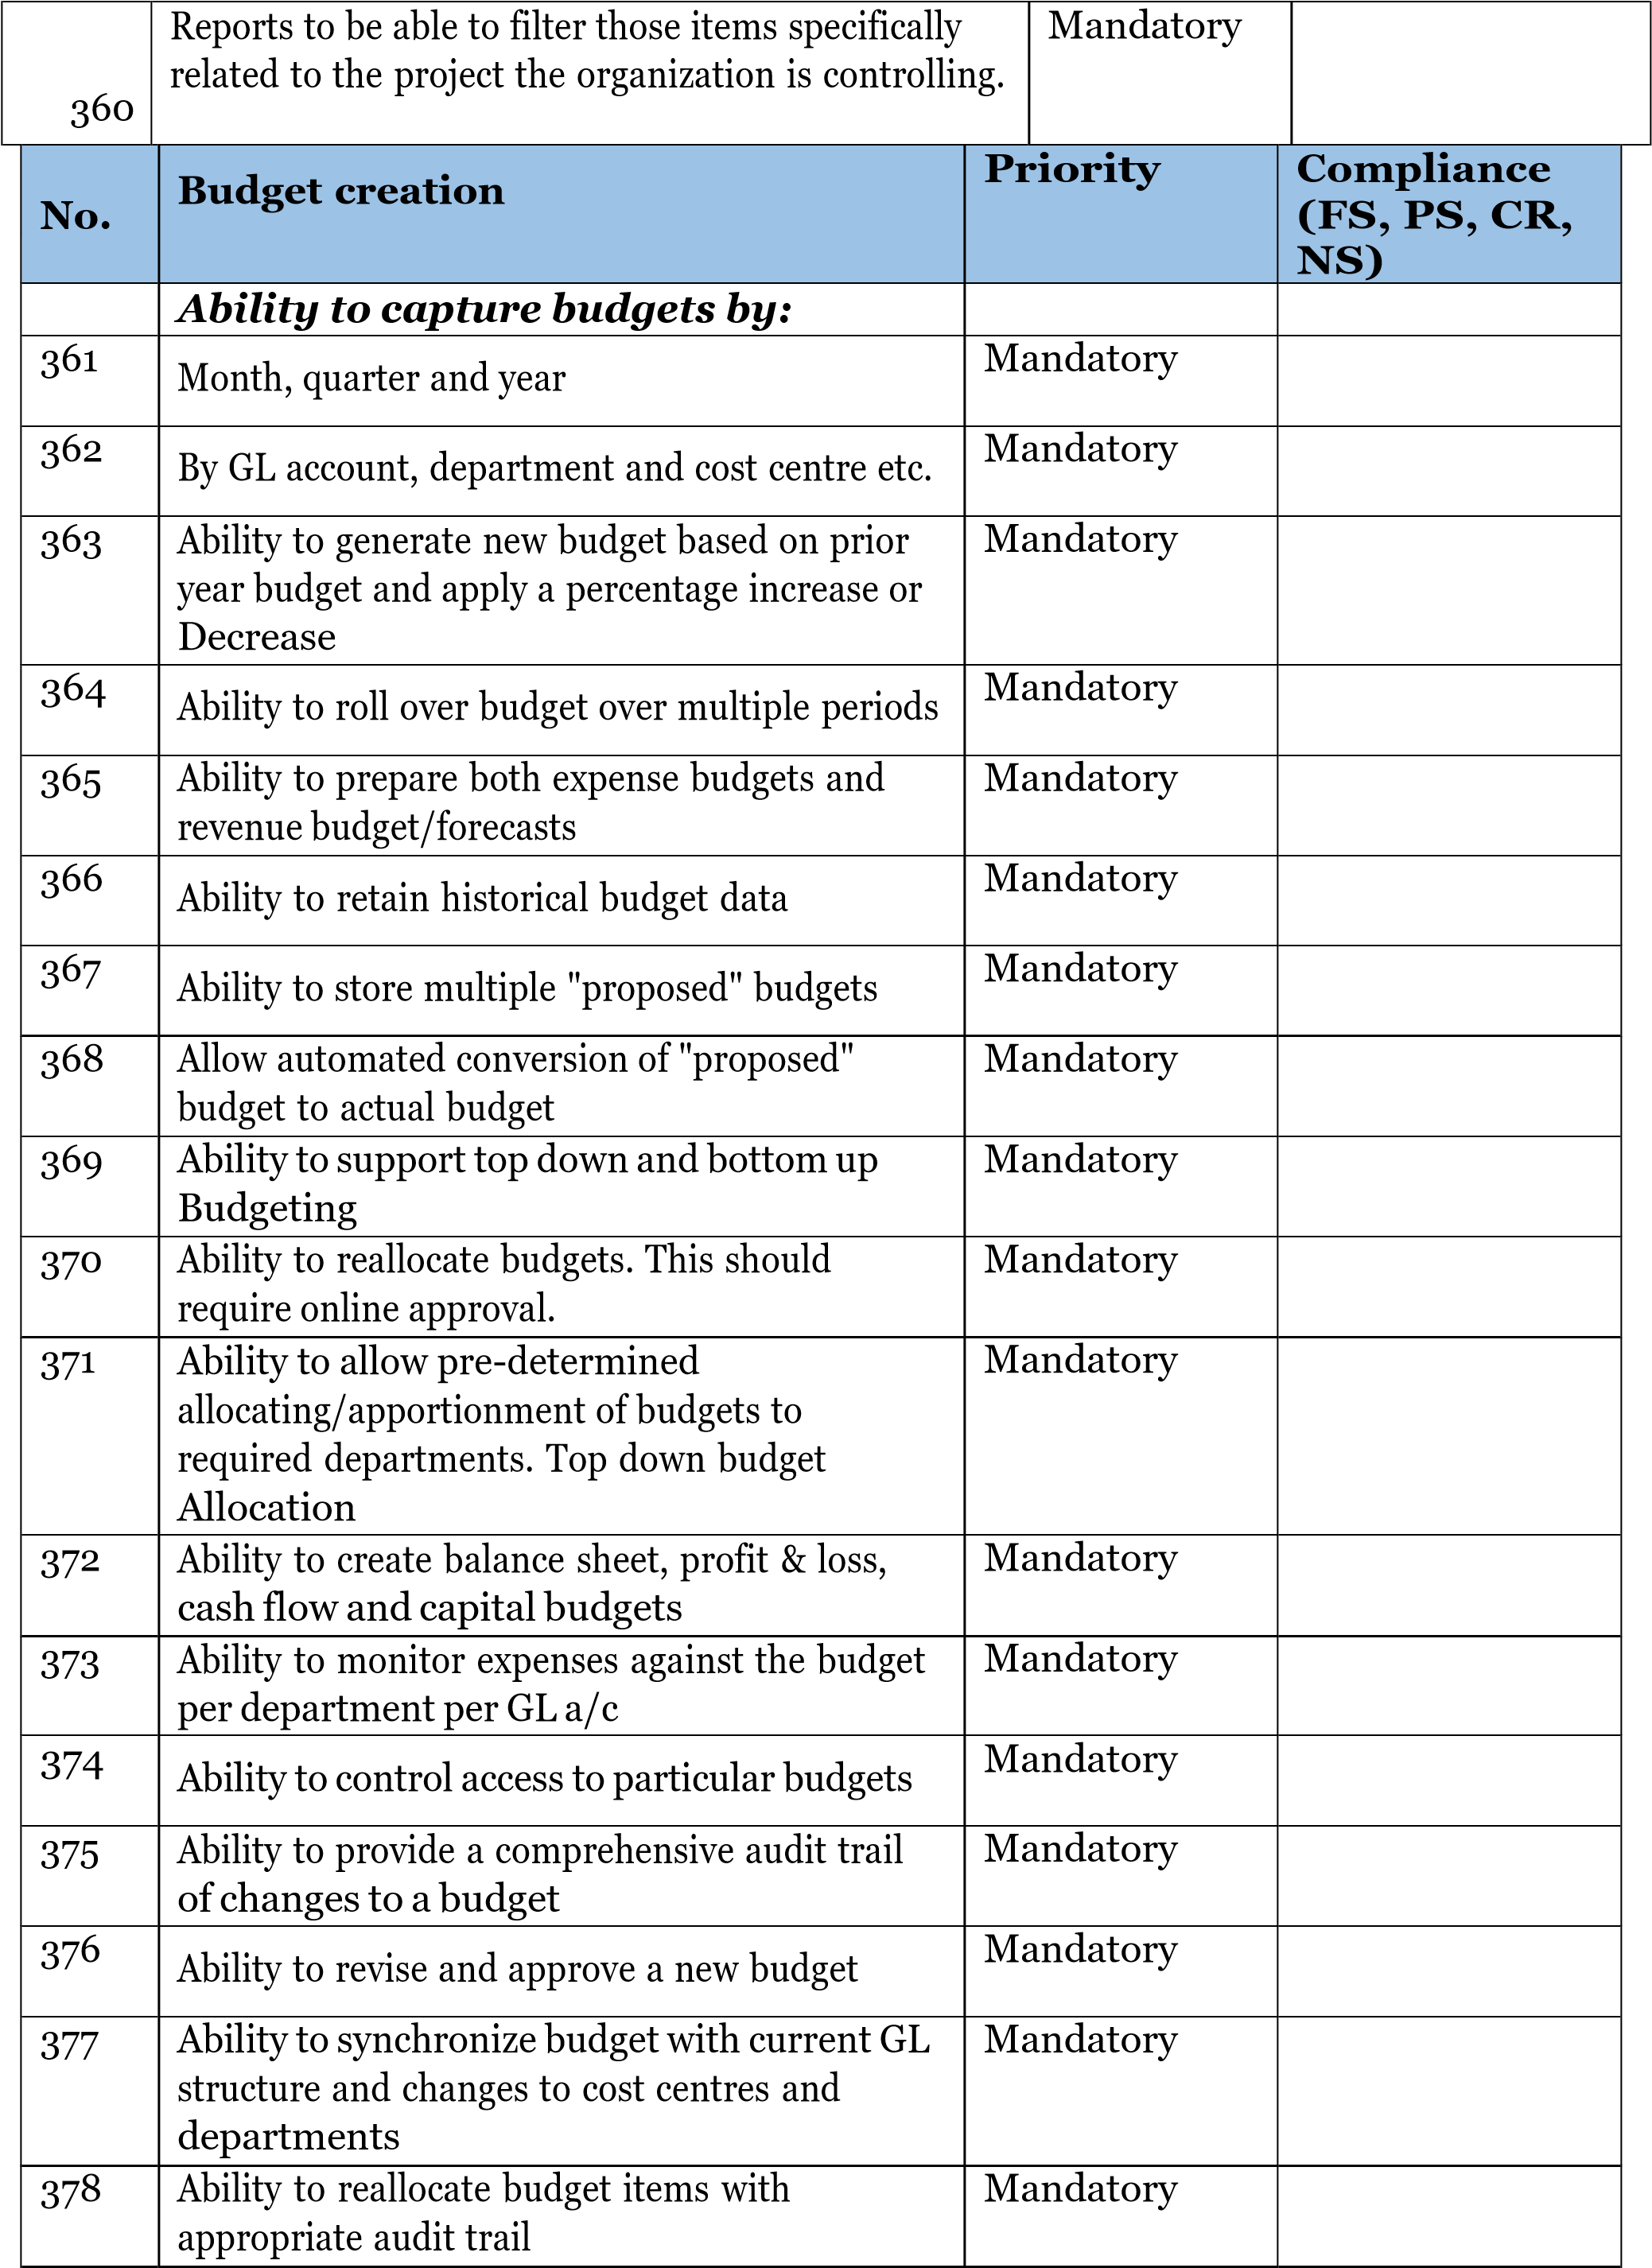 Reports to be able to filter those items specifically Mandatory
related to the project the organization is controlling.
360
No. Budget creation Priority Compliance
(FS, PS, CR,
NS)
Ability to capture budgets by:
361 Month, quarter and year Mandatory
362 By GL account, department and cost centre etc. Mandatory
363 Ability to generate new budget based on prior Mandatory
year budget and apply a percentage increase or
Decrease
364 Ability to roll over budget over multiple periods Mandatory
365 Ability to prepare both expense budgets and Mandatory
revenue budget/forecasts
366 Ability to retain historical budget data Mandatory
367 Ability to store multiple "proposed" budgets Mandatory
368 Allow automated conversion of "proposed" Mandatory
budget to actual budget
369 Ability to support top down and bottom up Mandatory
Budgeting
370 Ability to reallocate budgets. This should Mandatory
require online approval.
371 Ability to allow pre-determined Mandatory
allocating/apportionment of budgets to
required departments. Top down budget
Allocation
372 Ability to create balance sheet, profit & loss, Mandatory
cash flow and capital budgets
373 Ability to monitor expenses against the budget Mandatory
per department per GL a/c
374 Ability to control access to particular budgets Mandatory
375 Ability to provide a comprehensive audit trail Mandatory
of changes to a budget
376 Ability to revise and approve a new budget Mandatory
377 Ability to synchronize budget with current GL Mandatory
structure and changes to cost centres and
departments
378 Ability to reallocate budget items with Mandatory
appropriate audit trail